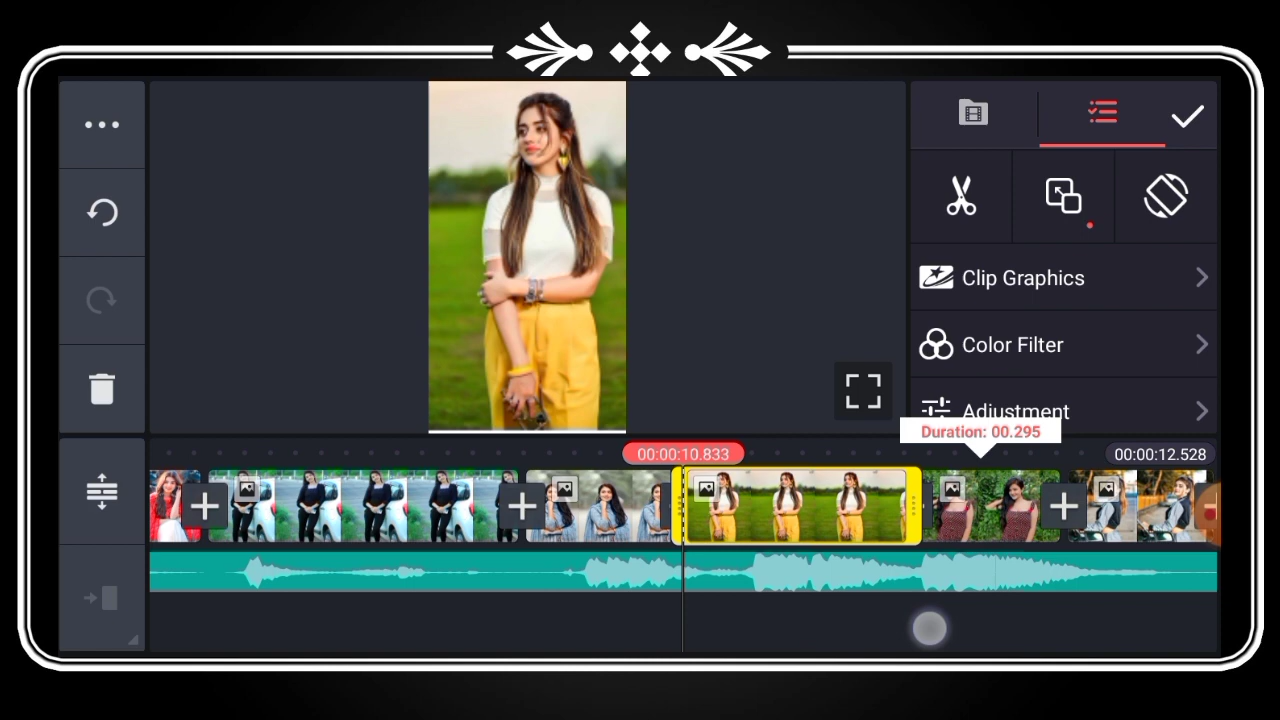 Clip Graphics
Color Filter
Adjustment
Duration: 00.295
00:00:10.833
00:00:12.528